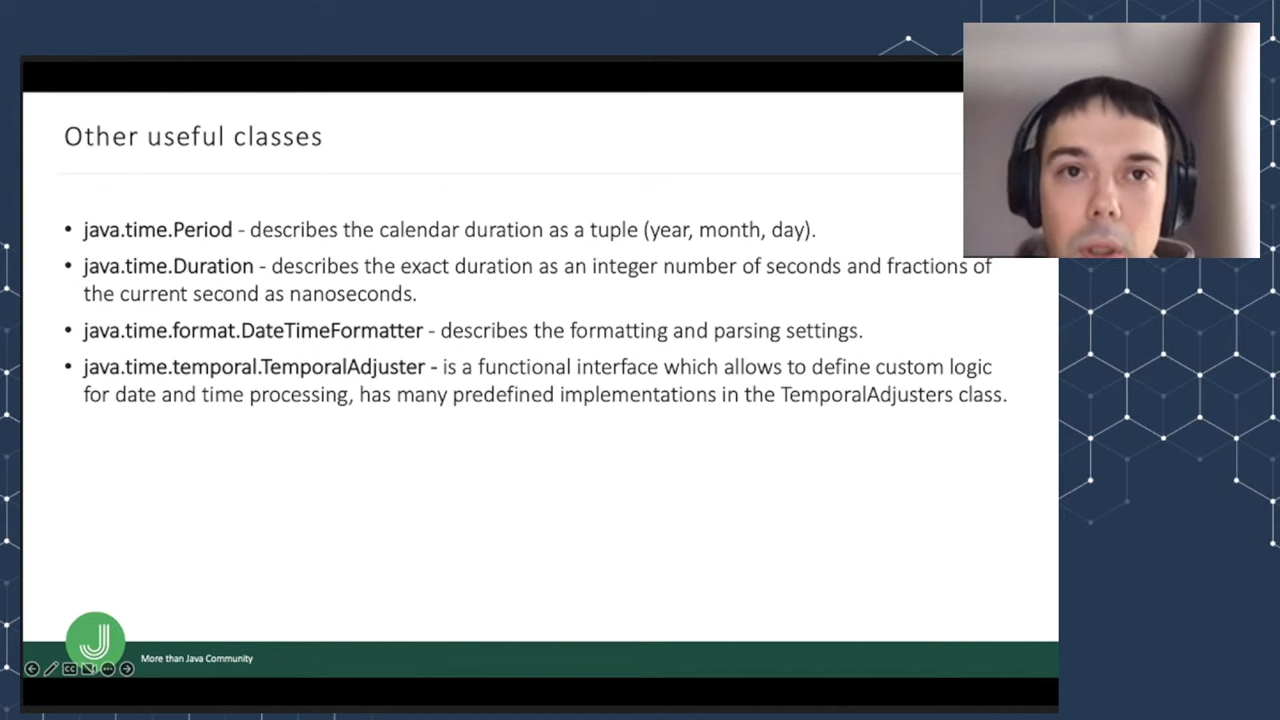 Other useful classes
• java.time.Period - describes the calendar duration as a tuple (year, month, day).
• java.time.Duration - describes the exact duration as an integer number of seconds and fractions of
the current second as nanoseconds.
• java.time.format.DateTimeFormatter - describes the formatting and parsing settings.
• java.time.temporal.TemporalAdjuster - is a functional interface which allows to define custom logic
for date and time processing, has many predefined implementations in the TemporalAdjusters class.
J
More than Java Community